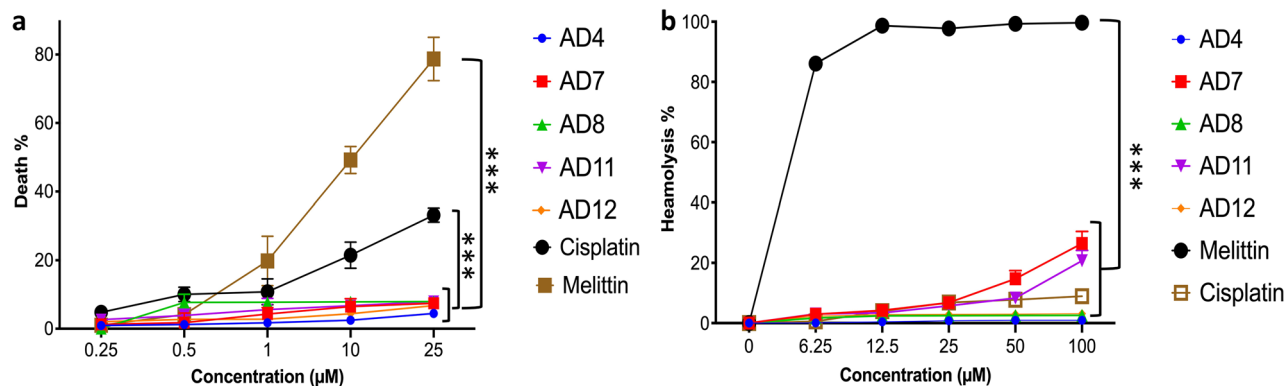 a
Death %
80
60
40
20
0
0.25 0.5 1 10 25
Concentration (µM)
***
***
AD4
AD7
AD8
AD11
AD12
Cisplatin
Melittin
b
Heamolysis %
100
80
60
40
20
0
0 6.25 12.5 25 50 100
Concentration (µM)
***
AD4
AD7
AD8
AD11
AD12
Melittin
Cisplatin